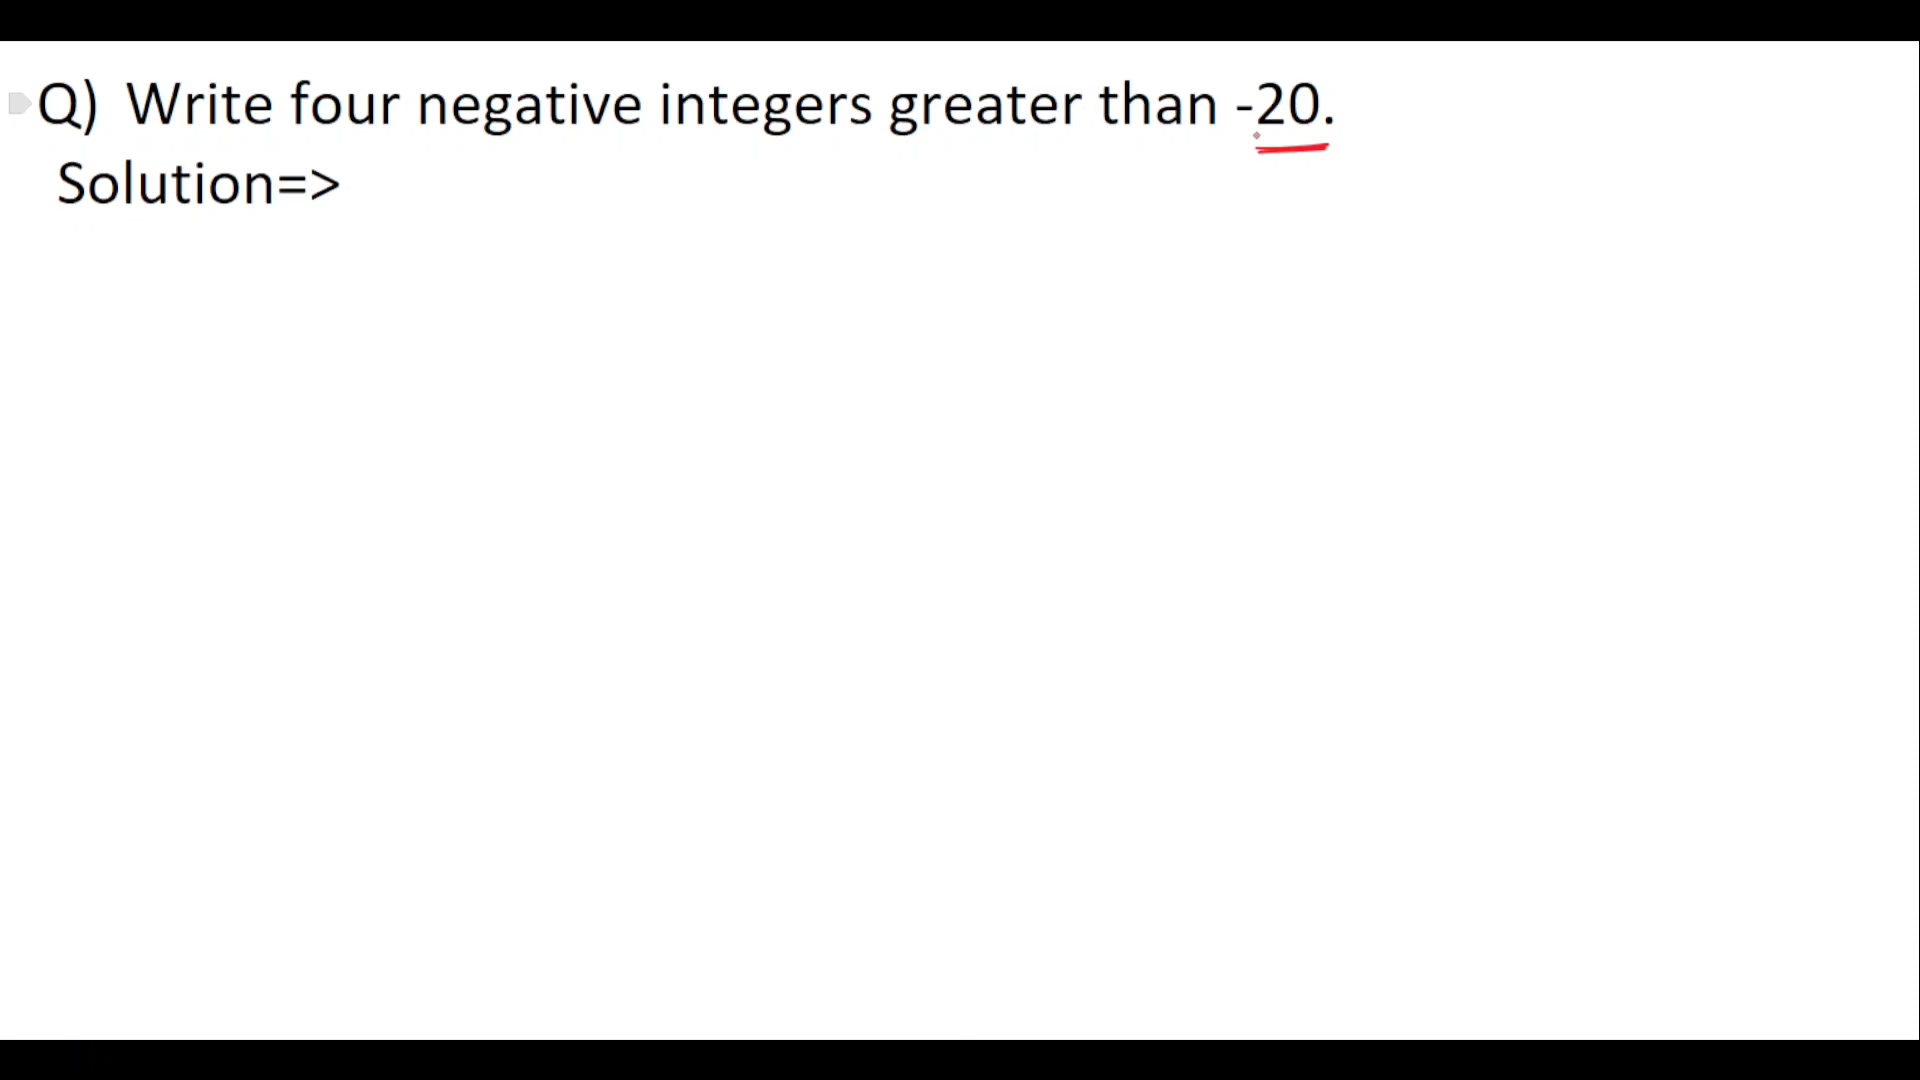 Q) Write four negative integers greater than -20.
Solution=>